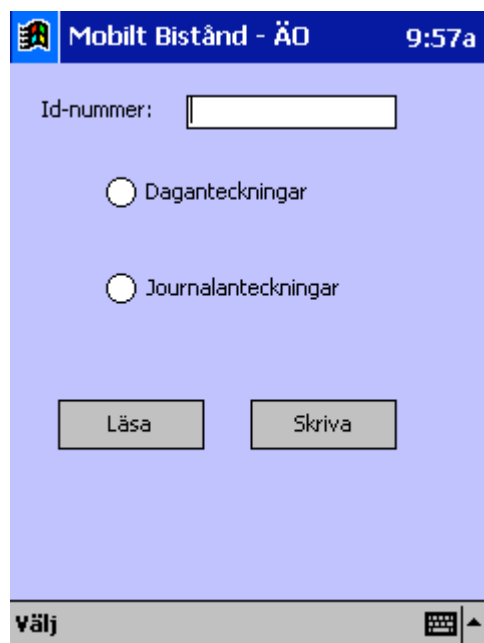 Mobilt Bistånd - ÄO 9:57a
Id-nummer:
Daganteckningar
Journalanteckningar
Läsa Skriva
Välj